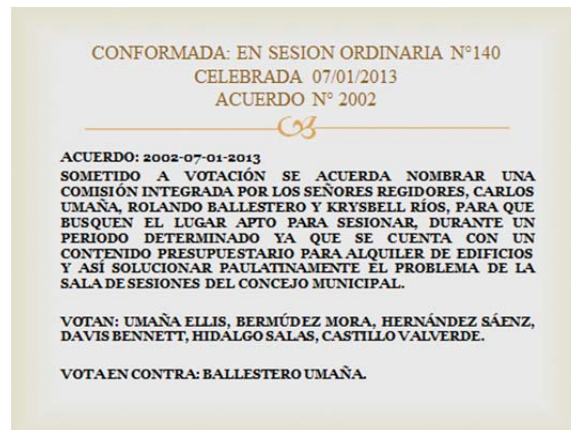 CONFORMADA: EN SESION ORDINARIA N°140
CELEBRADA 07/01/2013
ACUERDO N° 2002
ACUERDO: 2002-07-01-2013
SOMETIDO A VOTACIÓN SE ACUERDA NOMBRAR UNA
COMISIÓN INTEGRADA POR LOS SEÑORES REGIDORES, CARLOS
UMAÑA, ROLANDO BALLESTERO Y KRYSBELL RÍOS, PARA QUE
BUSQUEN EL LUGAR APTO PARA SESIONAR, DURANTE UN
PERIODO DETERMINADO YA QUE SE CUENTA CON UN
CONTENIDO PRESUPUESTARIO PARA ALQUILER DE EDIFICIOS
Y ASÍ SOLUCIONAR PAULATINAMENTE EL PROBLEMA DE LA
SALA DE SESIONES DEL CONCEJO MUNICIPAL.
VOTAN: UMAÑA ELLIS, BERMÚDEZ MORA, HERNÁNDEZ SÁENZ,
DAVIS BENNETT, HIDALGO SALAS, CASTILLO VALVERDE.
VOTA EN CONTRA: BALLESTERO UMAÑA.